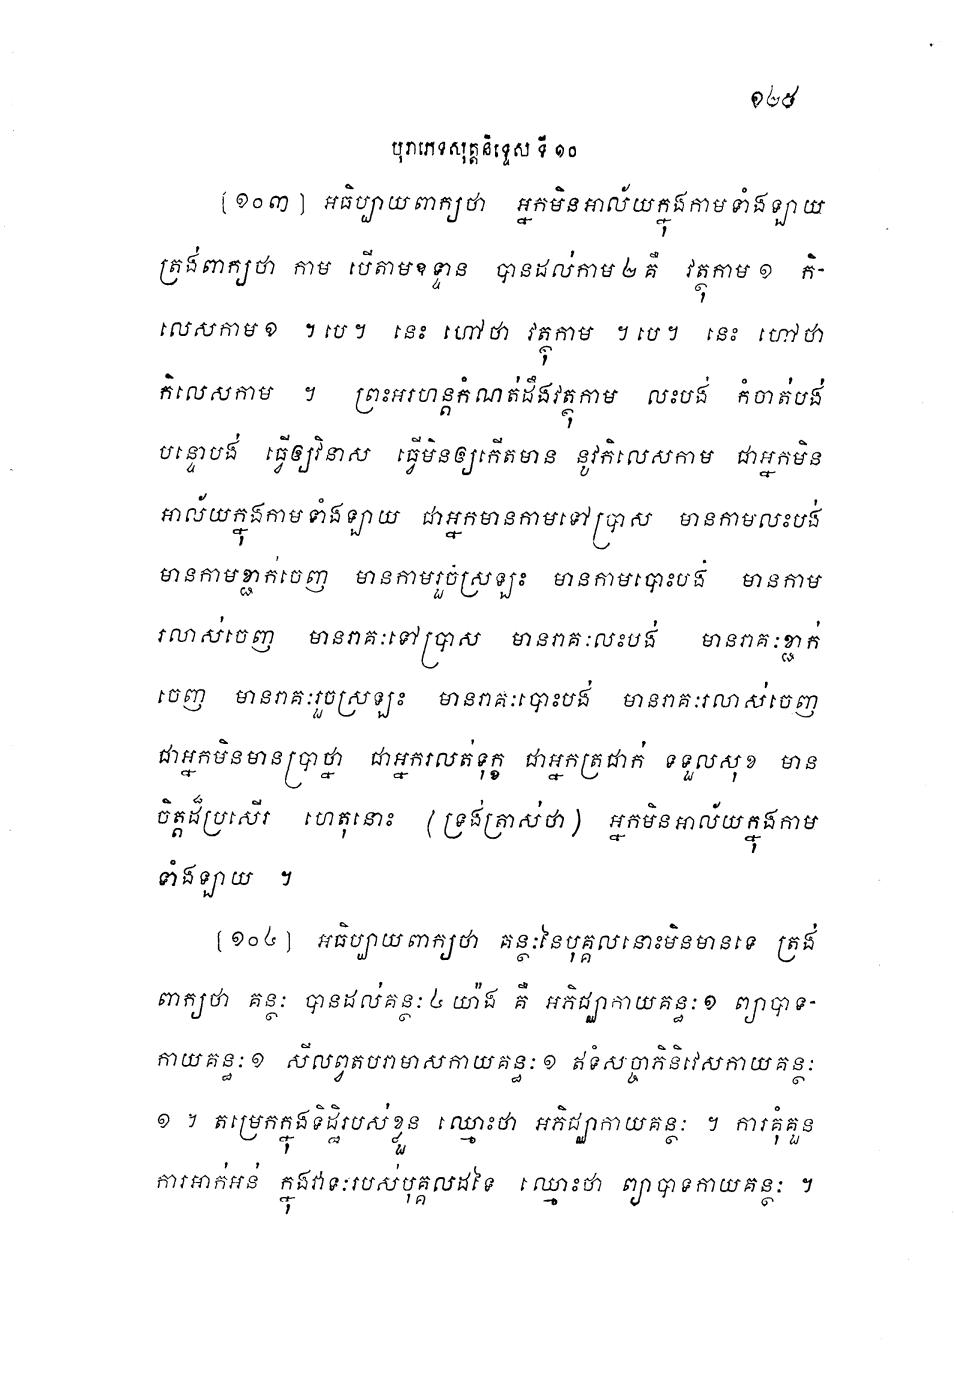 ១២៥
បុរាភេទសុត្តនិទ្ទេស ទី ១០
[១០៣] អធិប្បាយពាក្យថា អ្នកមិនអាល័យក្នុងកាមទាំងឡាយ
ត្រង់ពាក្យថា កាម បើតាមឧទ្ទាន បានដល់កាម ២ គឺ វត្ថុកាម ១ កិ-
លេសកាម ១ ។ បេ ។ នេះ ហៅថា វត្ថុកាម ។ បេ ។ នេះ ហៅថា
កិលេសកាម ។ ព្រះអរហន្តកំណត់ដឹងវត្ថុកាម លះបង់ កំចាត់បង់
បន្ទោបង់ ធ្វើឲ្យវិនាស ធ្វើមិនឲ្យកើតមាន នូវកិលេសកាម ជាអ្នកមិន
អាល័យក្នុងកាមទាំងឡាយ ជាអ្នកមានកាមទៅប្រាស មានកាមលះបង់
មានកាមខ្ជាក់ចេញ មានកាមរួចស្រឡះ មានកាមបោះបង់ មានកាម
រលាស់ចេញ មានរាគៈទៅប្រាស មានរាគៈលះបង់ មានរាគៈខ្ជាក់
ចេញ មានរាគៈរួចស្រឡះ មានរាគៈបោះបង់ មានរាគៈរលាស់ចេញ
ជាអ្នកមិនមានប្រាថ្នា ជាអ្នករលត់ទុក្ខ ជាអ្នកត្រជាក់ ទទួលសុខ មាន
ចិត្តដ៏ប្រសើរ ហេតុនោះ (ទ្រង់ត្រាស់ថា) អ្នកមិនអាល័យក្នុងកាម
ទាំងឡាយ ។
[១០៤] អធិប្បាយពាក្យថា គន្ថៈនៃបុគ្គលនោះមិនមានទេ ត្រង់
ពាក្យថា គន្ថៈ បានដល់គន្ថៈ ៤ យ៉ាង គឺ អភិជ្ឈាកាយគន្ធៈ ១ ព្យាបាទ-
កាយគន្ធៈ ១ សីលព្វតបរាមាសកាយគន្ធៈ ១ ឥទំសច្ចាភិនិវេសកាយគន្ថៈ
១ ។ តម្រេកក្នុងទិដ្ឋិរបស់ខ្លួន ឈ្មោះថា អភិជ្ឈាកាយគន្ថៈ ។ ការគុំគួន
ការអាក់អន់ ក្នុងវាទៈរបស់បុគ្គលដទៃ ឈ្មោះថា ព្យាបាទកាយគន្ថៈ ។